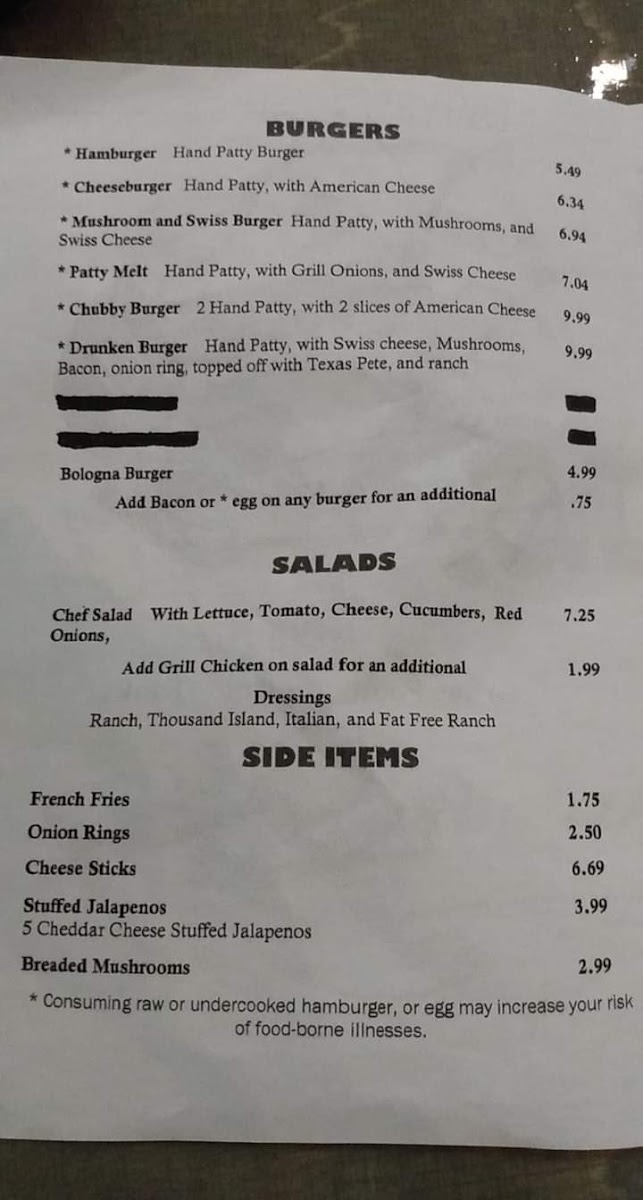 BURGERS
* Hamburger Hand Patty Burger 5.49
* Cheeseburger Hand Patty, with American Cheese 6.34
* Mushroom and Swiss Burger Hand Patty, with Mushrooms, and 6.94
Swiss Cheese
* Patty Melt Hand Patty, with Grill Onions, and Swiss Cheese 7.04
* Chubby Burger 2 Hand Patty, with 2 slices of American Cheese 9.99
* Drunken Burger Hand Patty, with Swiss cheese, Mushrooms, 9.99
Bacon, onion ring, topped off with Texas Pete, and ranch
Bologna Burger 4.99
Add Bacon or * egg on any burger for an additional .75
SALADS
Chef Salad With Lettuce, Tomato, Cheese, Cucumbers, Red 7.25
Onions,
Add Grill Chicken on salad for an additional 1.99
Dressings
Ranch, Thousand Island, Italian, and Fat Free Ranch
SIDE ITEMS
French Fries 1.75
Onion Rings 2.50
Cheese Sticks 6.69
Stuffed Jalapenos 3.99
5 Cheddar Cheese Stuffed Jalapenos
Breaded Mushrooms 2.99
* Consuming raw or undercooked hamburger, or egg may increase your risk
of food-borne illnesses.